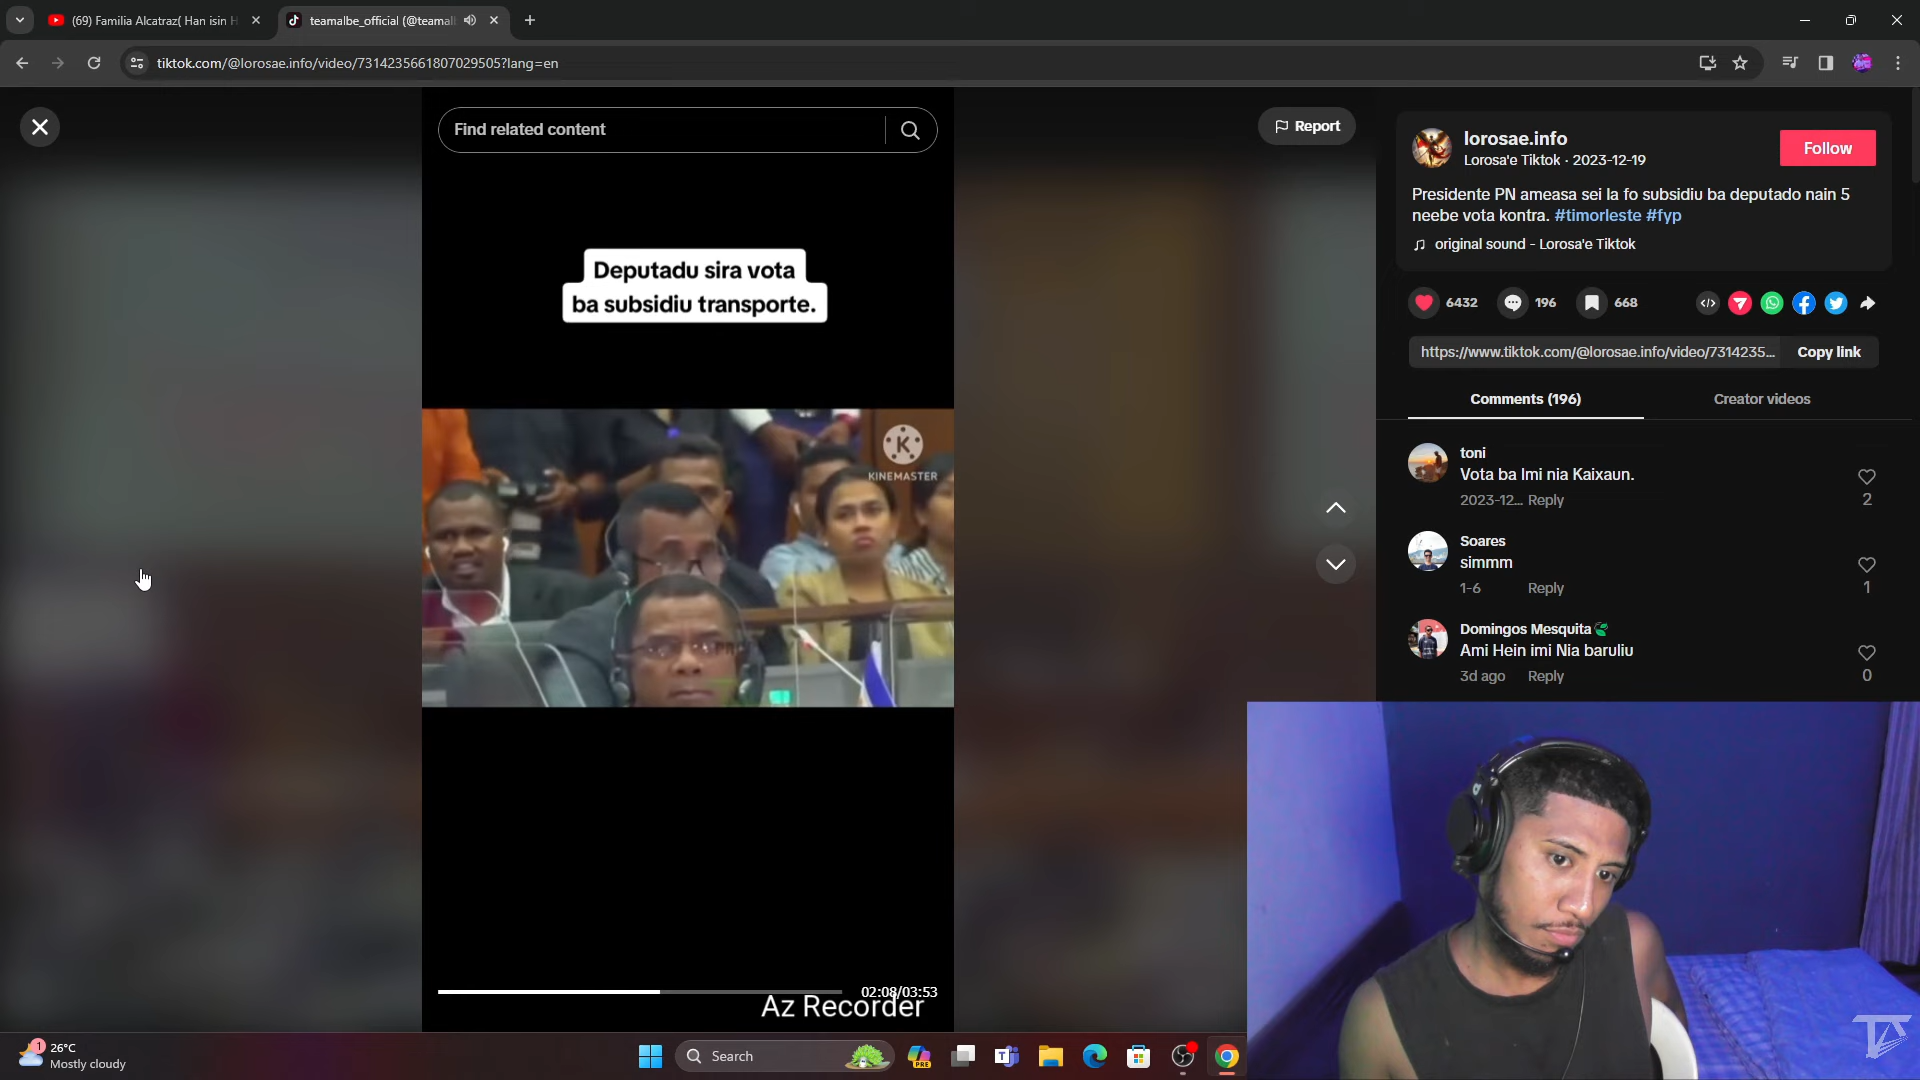 (69) Familia Alcatraz( Han isin H
teamalbe_official (@teamalb
tiktok.com/@lorosae.info/video/7314235661807029505?lang=en
Find related content
Report
Deputadu sira vota
ba subsidiu transporte.
KINEMASTER
02:08/03:53
Az Recorder
lorosae.info
Lorosa'e Tiktok · 2023-12-19
Follow
Presidente PN ameasa sei la fo subsidiu ba deputado nain 5
neebe vota kontra. #timorleste #fyp
original sound - Lorosa'e Tiktok
6432
196
668
https://www.tiktok.com/@lorosae.info/video/7314235...
Copy link
Comments (196)
Creator videos
toni
Vota ba Imi nia Kaixaun.
2023-12... Reply
2
Soares
simmm
1-6 Reply
1
Domingos Mesquita
Ami Hein imi Nia baruliu
3d ago Reply
0
1
26°C
Mostly cloudy
Search
PRE